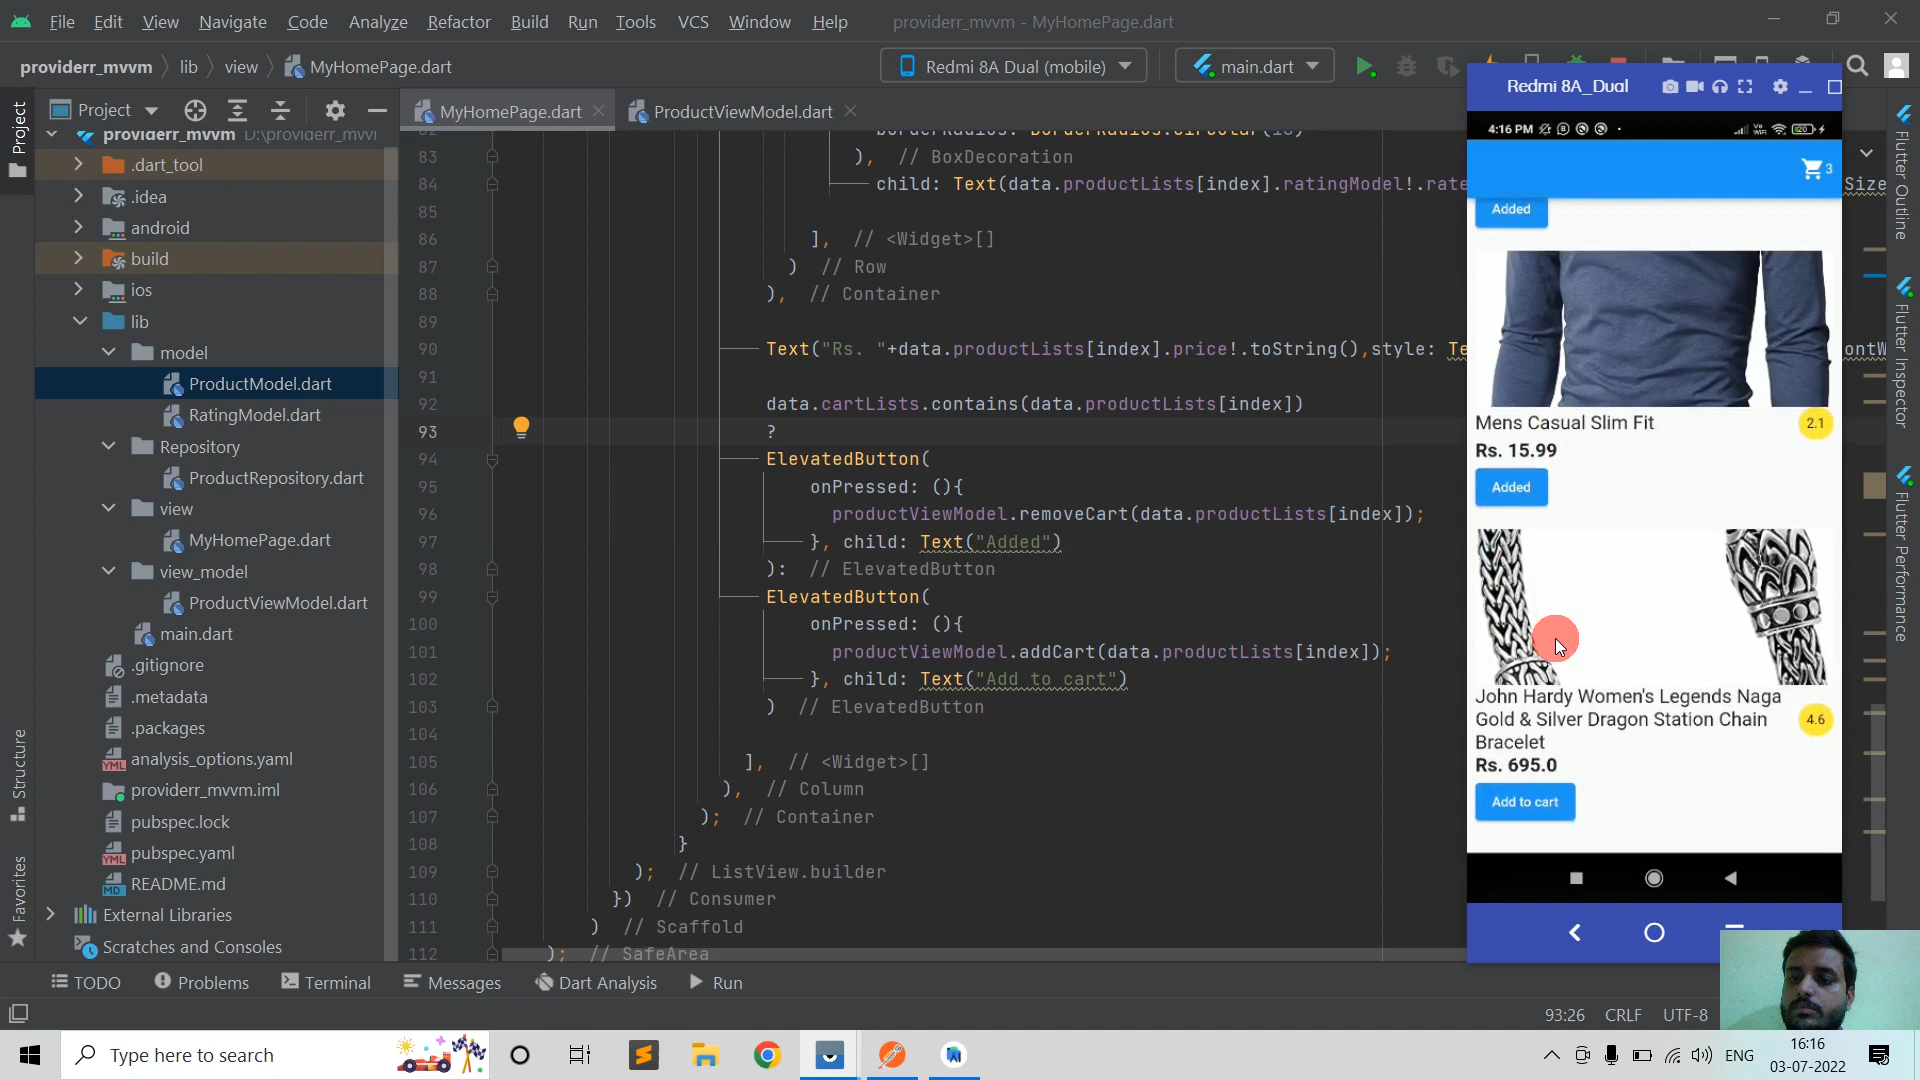 File Edit View Navigate Code Analyze Refactor Build Run Tools VCS Window Help providerr_mvvm - MyHomePage.dart
providerr_mvvm lib view MyHomePage.dart
Redmi 8A Dual (mobile) main.dart
Project
MyHomePage.dart ProductViewModel.dart
Project
Structure
Favorites
providerr_mvvm D:\providerr_mvvi
.dart_tool
.idea
android
build
ios
lib
model
ProductModel.dart
RatingModel.dart
Repository
ProductRepository.dart
view
MyHomePage.dart
view_model
ProductViewModel.dart
main.dart
.gitignore
.metadata
.packages
analysis_options.yaml
providerr_mvvm.iml
pubspec.lock
pubspec.yaml
README.md
External Libraries
Scratches and Consoles
83 ), // BoxDecoration
84 child: Text(data.productLists[index].ratingModel!.rate
85
86 ], // <Widget>[]
87 ) // Row
88 ), // Container
89
90 Text("Rs. "+data.productLists[index].price!.toString(),style: Te
91
92 data.cartLists.contains(data.productLists[index])
93 ?
94 ElevatedButton(
95 onPressed: (){
96 productViewModel.removeCart(data.productLists[index]);
97 }, child: Text("Added")
98 ): // ElevatedButton
99 ElevatedButton(
100 onPressed: (){
101 productViewModel.addCart(data.productLists[index]);
102 }, child: Text("Add to cart")
103 ) // ElevatedButton
104
105 ], // <Widget>[]
106 ), // Column
107 ); // Container
108 }
109 ); // ListView.builder
110 }) // Consumer
111 ) // Scaffold
112 ); // SafeArea
Size
ontW
Redmi 8A_Dual
4:16 PM
20
3
Added
Mens Casual Slim Fit
2.1
Rs. 15.99
Added
John Hardy Women's Legends Naga
Gold & Silver Dragon Station Chain
Bracelet
4.6
Rs. 695.0
Add to cart
Flutter Outline
Flutter Inspector
Flutter Performance
TODO Problems Terminal Messages Dart Analysis Run
93:26 CRLF UTF-8
Type here to search
ENG
16:16
03-07-2022